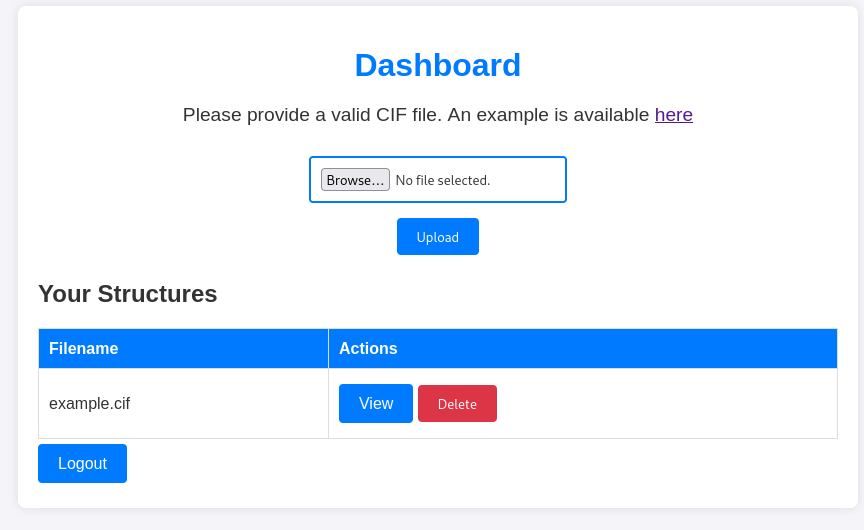 Dashboard
Please provide a valid CIF file. An example is available here
Browse... No file selected.
Upload
Your Structures
Filename Actions
example.cif View Delete
Logout